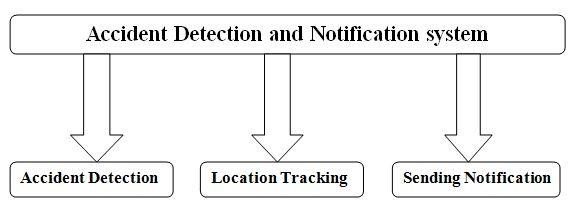 Accident Detection and Notification system
Accident Detection
Location Tracking
Sending Notification